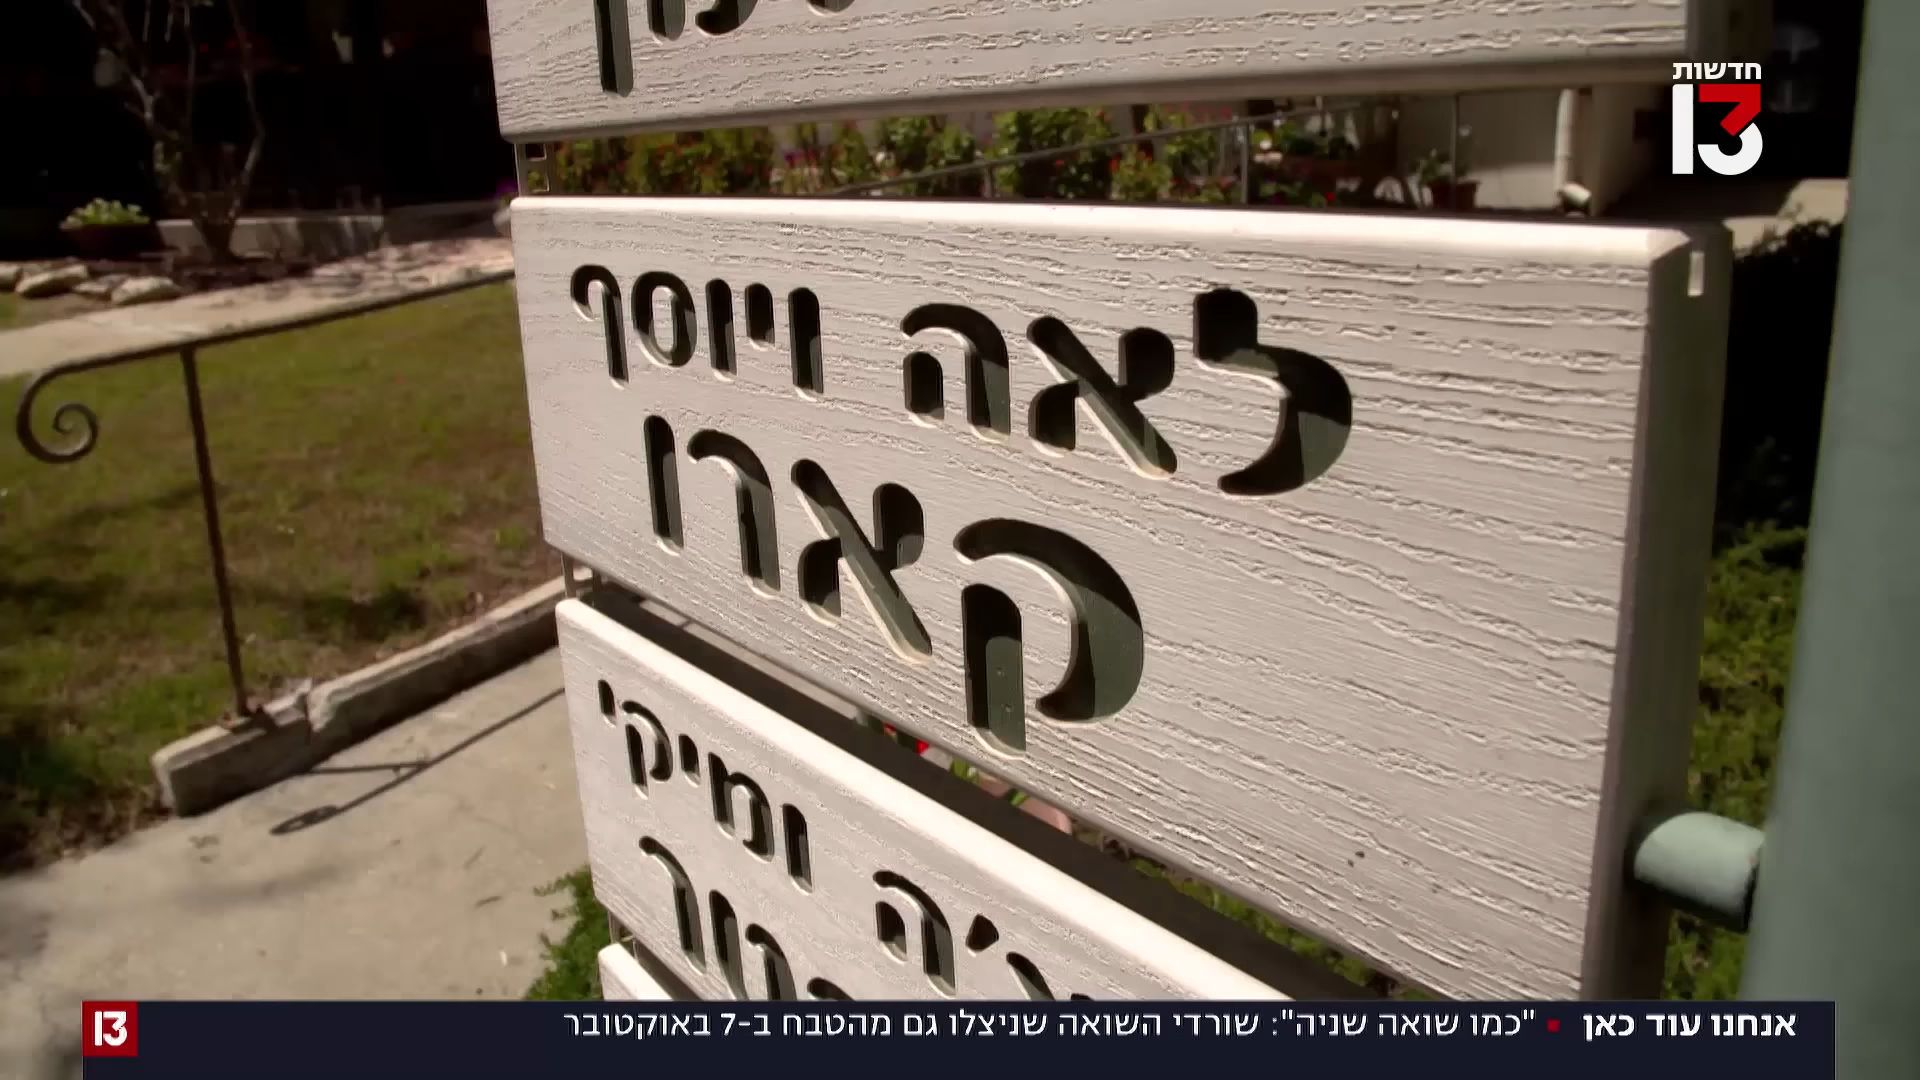 חדשות
13
לאה ויוסף
קארו
ומיקי
13
אנחנו עוד כאן ▪ "כמו שואה שניה": שורדי השואה שניצלו גם מהטבח ב-7 באוקטובר